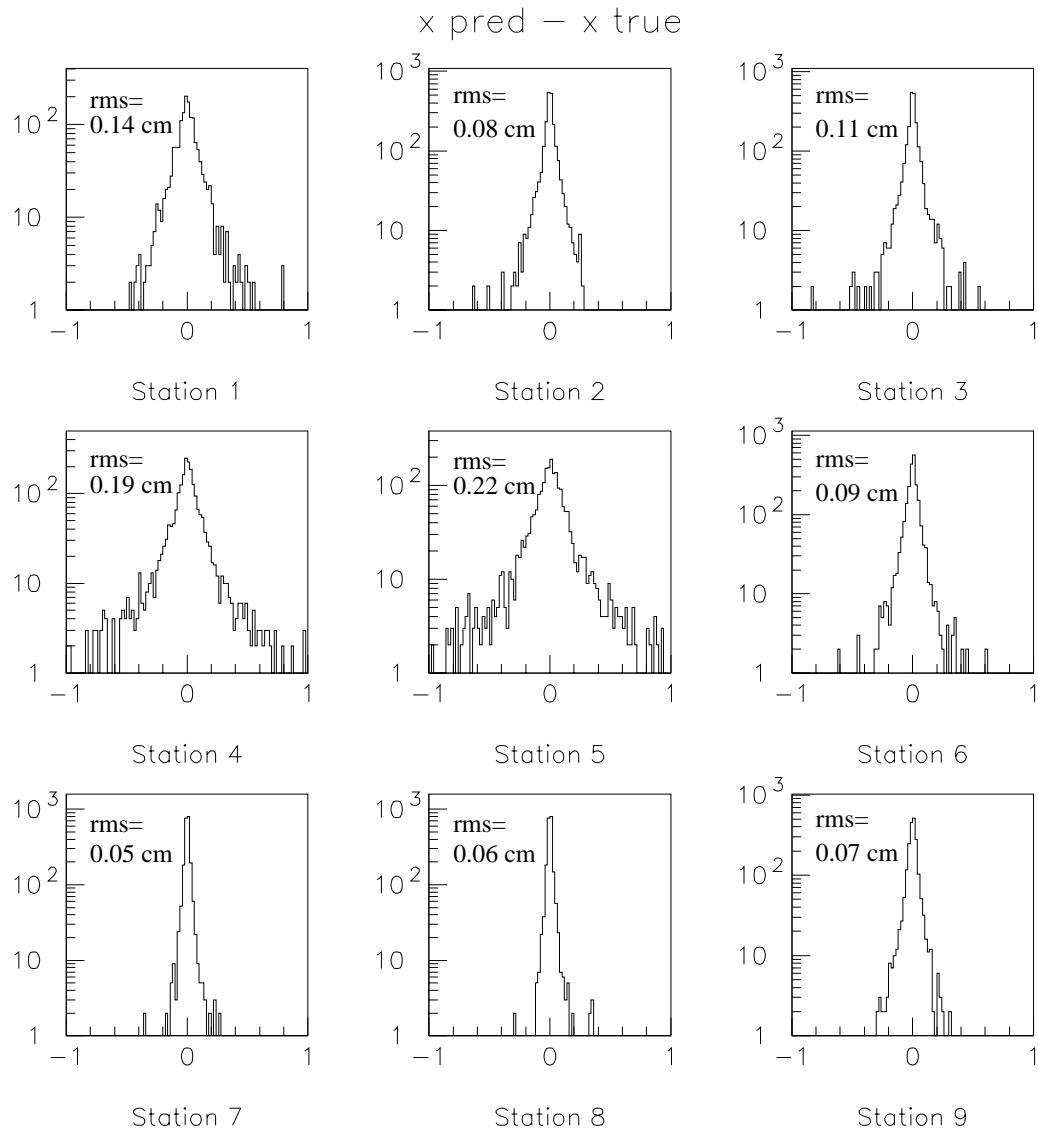 x pred − x true
rms=
0.14 cm
10^2
10
1
−1 0 1
Station 1
rms=
0.08 cm
10^3
10^2
10
1
−1 0 1
Station 2
rms=
0.11 cm
10^3
10^2
10
1
−1 0 1
Station 3
rms=
0.19 cm
10^2
10
1
−1 0 1
Station 4
rms=
0.22 cm
10^2
10
1
−1 0 1
Station 5
rms=
0.09 cm
10^3
10^2
10
1
−1 0 1
Station 6
rms=
0.05 cm
10^3
10^2
10
1
−1 0 1
Station 7
rms=
0.06 cm
10^3
10^2
10
1
−1 0 1
Station 8
rms=
0.07 cm
10^3
10^2
10
1
−1 0 1
Station 9